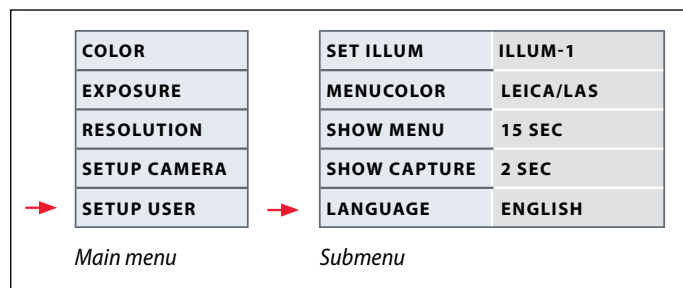 COLOR
EXPOSURE
RESOLUTION
SETUP CAMERA
SETUP USER
Main menu
SET ILLUM ILLUM-1
MENUCOLOR LEICA/LAS
SHOW MENU 15 SEC
SHOW CAPTURE 2 SEC
LANGUAGE ENGLISH
Submenu